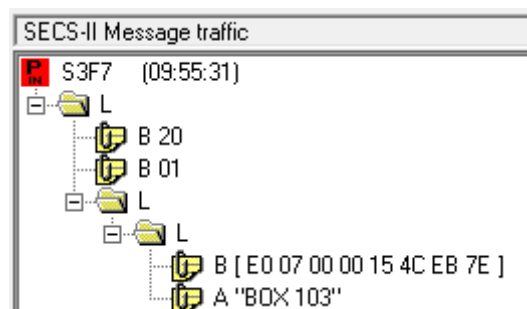 SECS-II Message traffic
P IN S3F7 (09:55:31)
L
B 20
B 01
L
L
B [ E0 07 00 00 15 4C EB 7E ]
A "BOX 103"